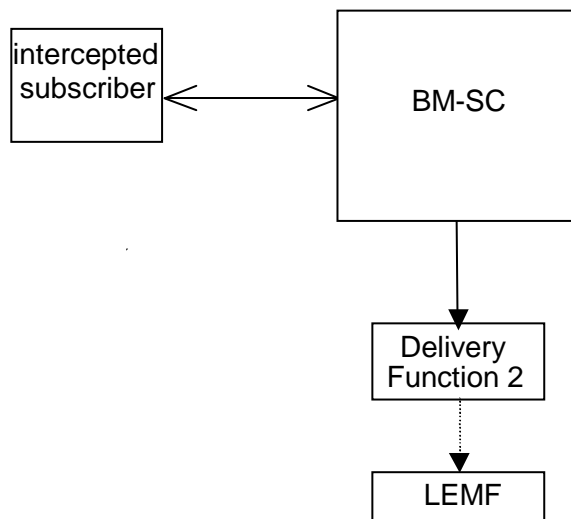 intercepted
subscriber
BM-SC
Delivery
Function 2
LEMF